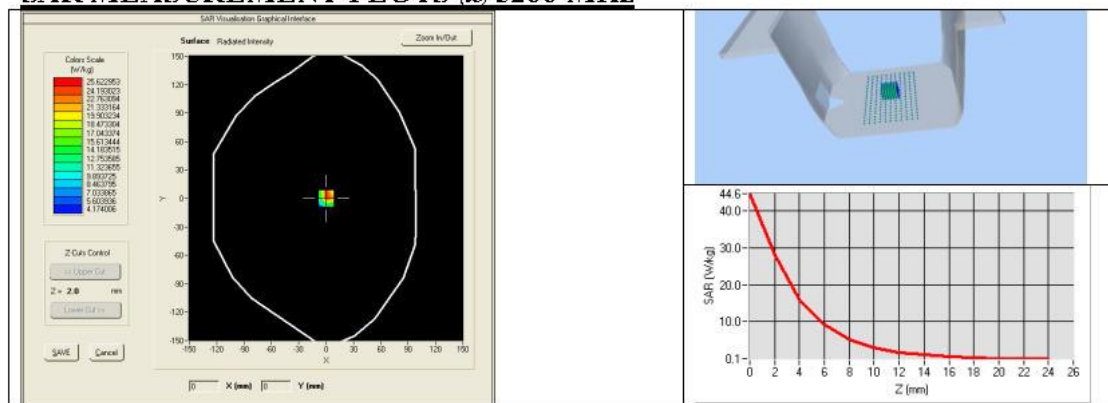 SAR MEASUREMENT PLOTS @ 5200 MHz
SAR Visualisation Graphical Interface
Surface Radiated Intensity
Zoom In/Out
Colors Scale
(W/kg)
25.622953
24.193023
22.763094
21.333164
19.903234
18.473304
17.043374
15.613444
14.183515
12.753585
11.323655
9.893725
8.463795
7.033865
5.603936
4.174006
Z-Cuts Control
<< Upper Cut
Z = 2.0 mm
Lower Cut >>
SAVE Cancel
150-
120-
90-
60-
30-
Y
0-
-30-
-60-
-90-
-120-
-150-
-150 -120 -90 -60 -30 0 30 60 90 120 150
X
0 X (mm) 0 Y (mm)
44.6
40.0
30.0
SAR (W/kg)
20.0
10.0
0.1
0 2 4 6 8 10 12 14 16 18 20 22 24 26
Z (mm)